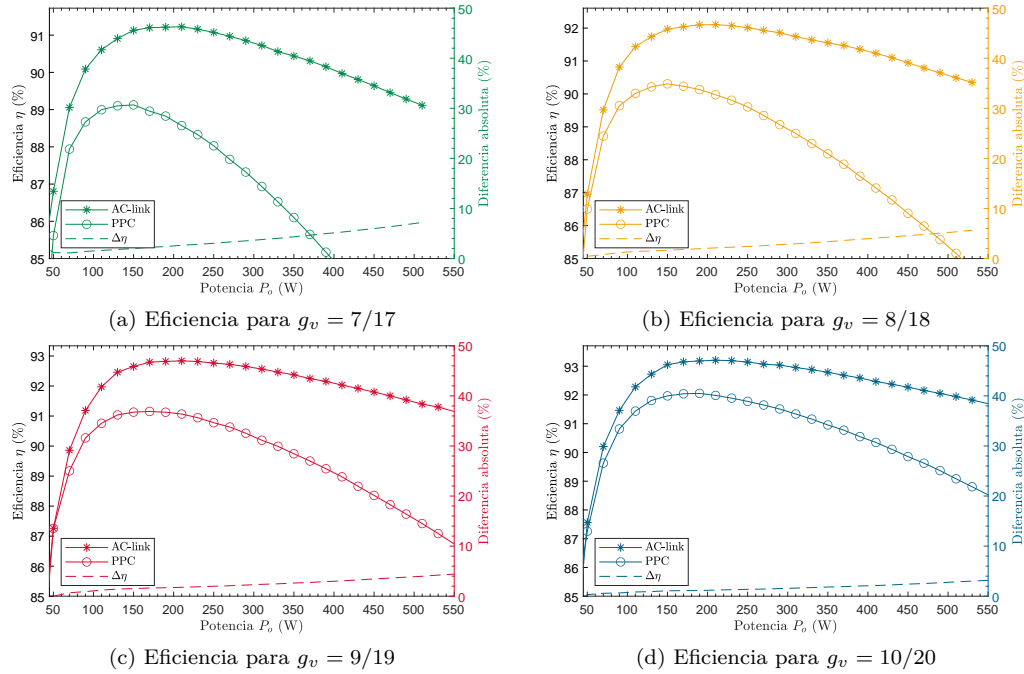 91
90
89
88
87
86
85
Eficiencia η (%)
50
40
30
20
10
0
Diferencia absoluta (%)
AC-link
PPC
Δη
50 100 150 200 250 300 350 400 450 500 550
Potencia Pₒ (W)
(a) Eficiencia para gᵥ = 7/17
92
91
90
89
88
87
86
85
Eficiencia η (%)
50
40
30
20
10
0
Diferencia absoluta (%)
AC-link
PPC
Δη
50 100 150 200 250 300 350 400 450 500 550
Potencia Pₒ (W)
(b) Eficiencia para gᵥ = 8/18
93
92
91
90
89
88
87
86
85
Eficiencia η (%)
50
40
30
20
10
0
Diferencia absoluta (%)
AC-link
PPC
Δη
50 100 150 200 250 300 350 400 450 500 550
Potencia Pₒ (W)
(c) Eficiencia para gᵥ = 9/19
93
92
91
90
89
88
87
86
85
Eficiencia η (%)
50
40
30
20
10
0
Diferencia absoluta (%)
AC-link
PPC
Δη
50 100 150 200 250 300 350 400 450 500 550
Potencia Pₒ (W)
(d) Eficiencia para gᵥ = 10/20